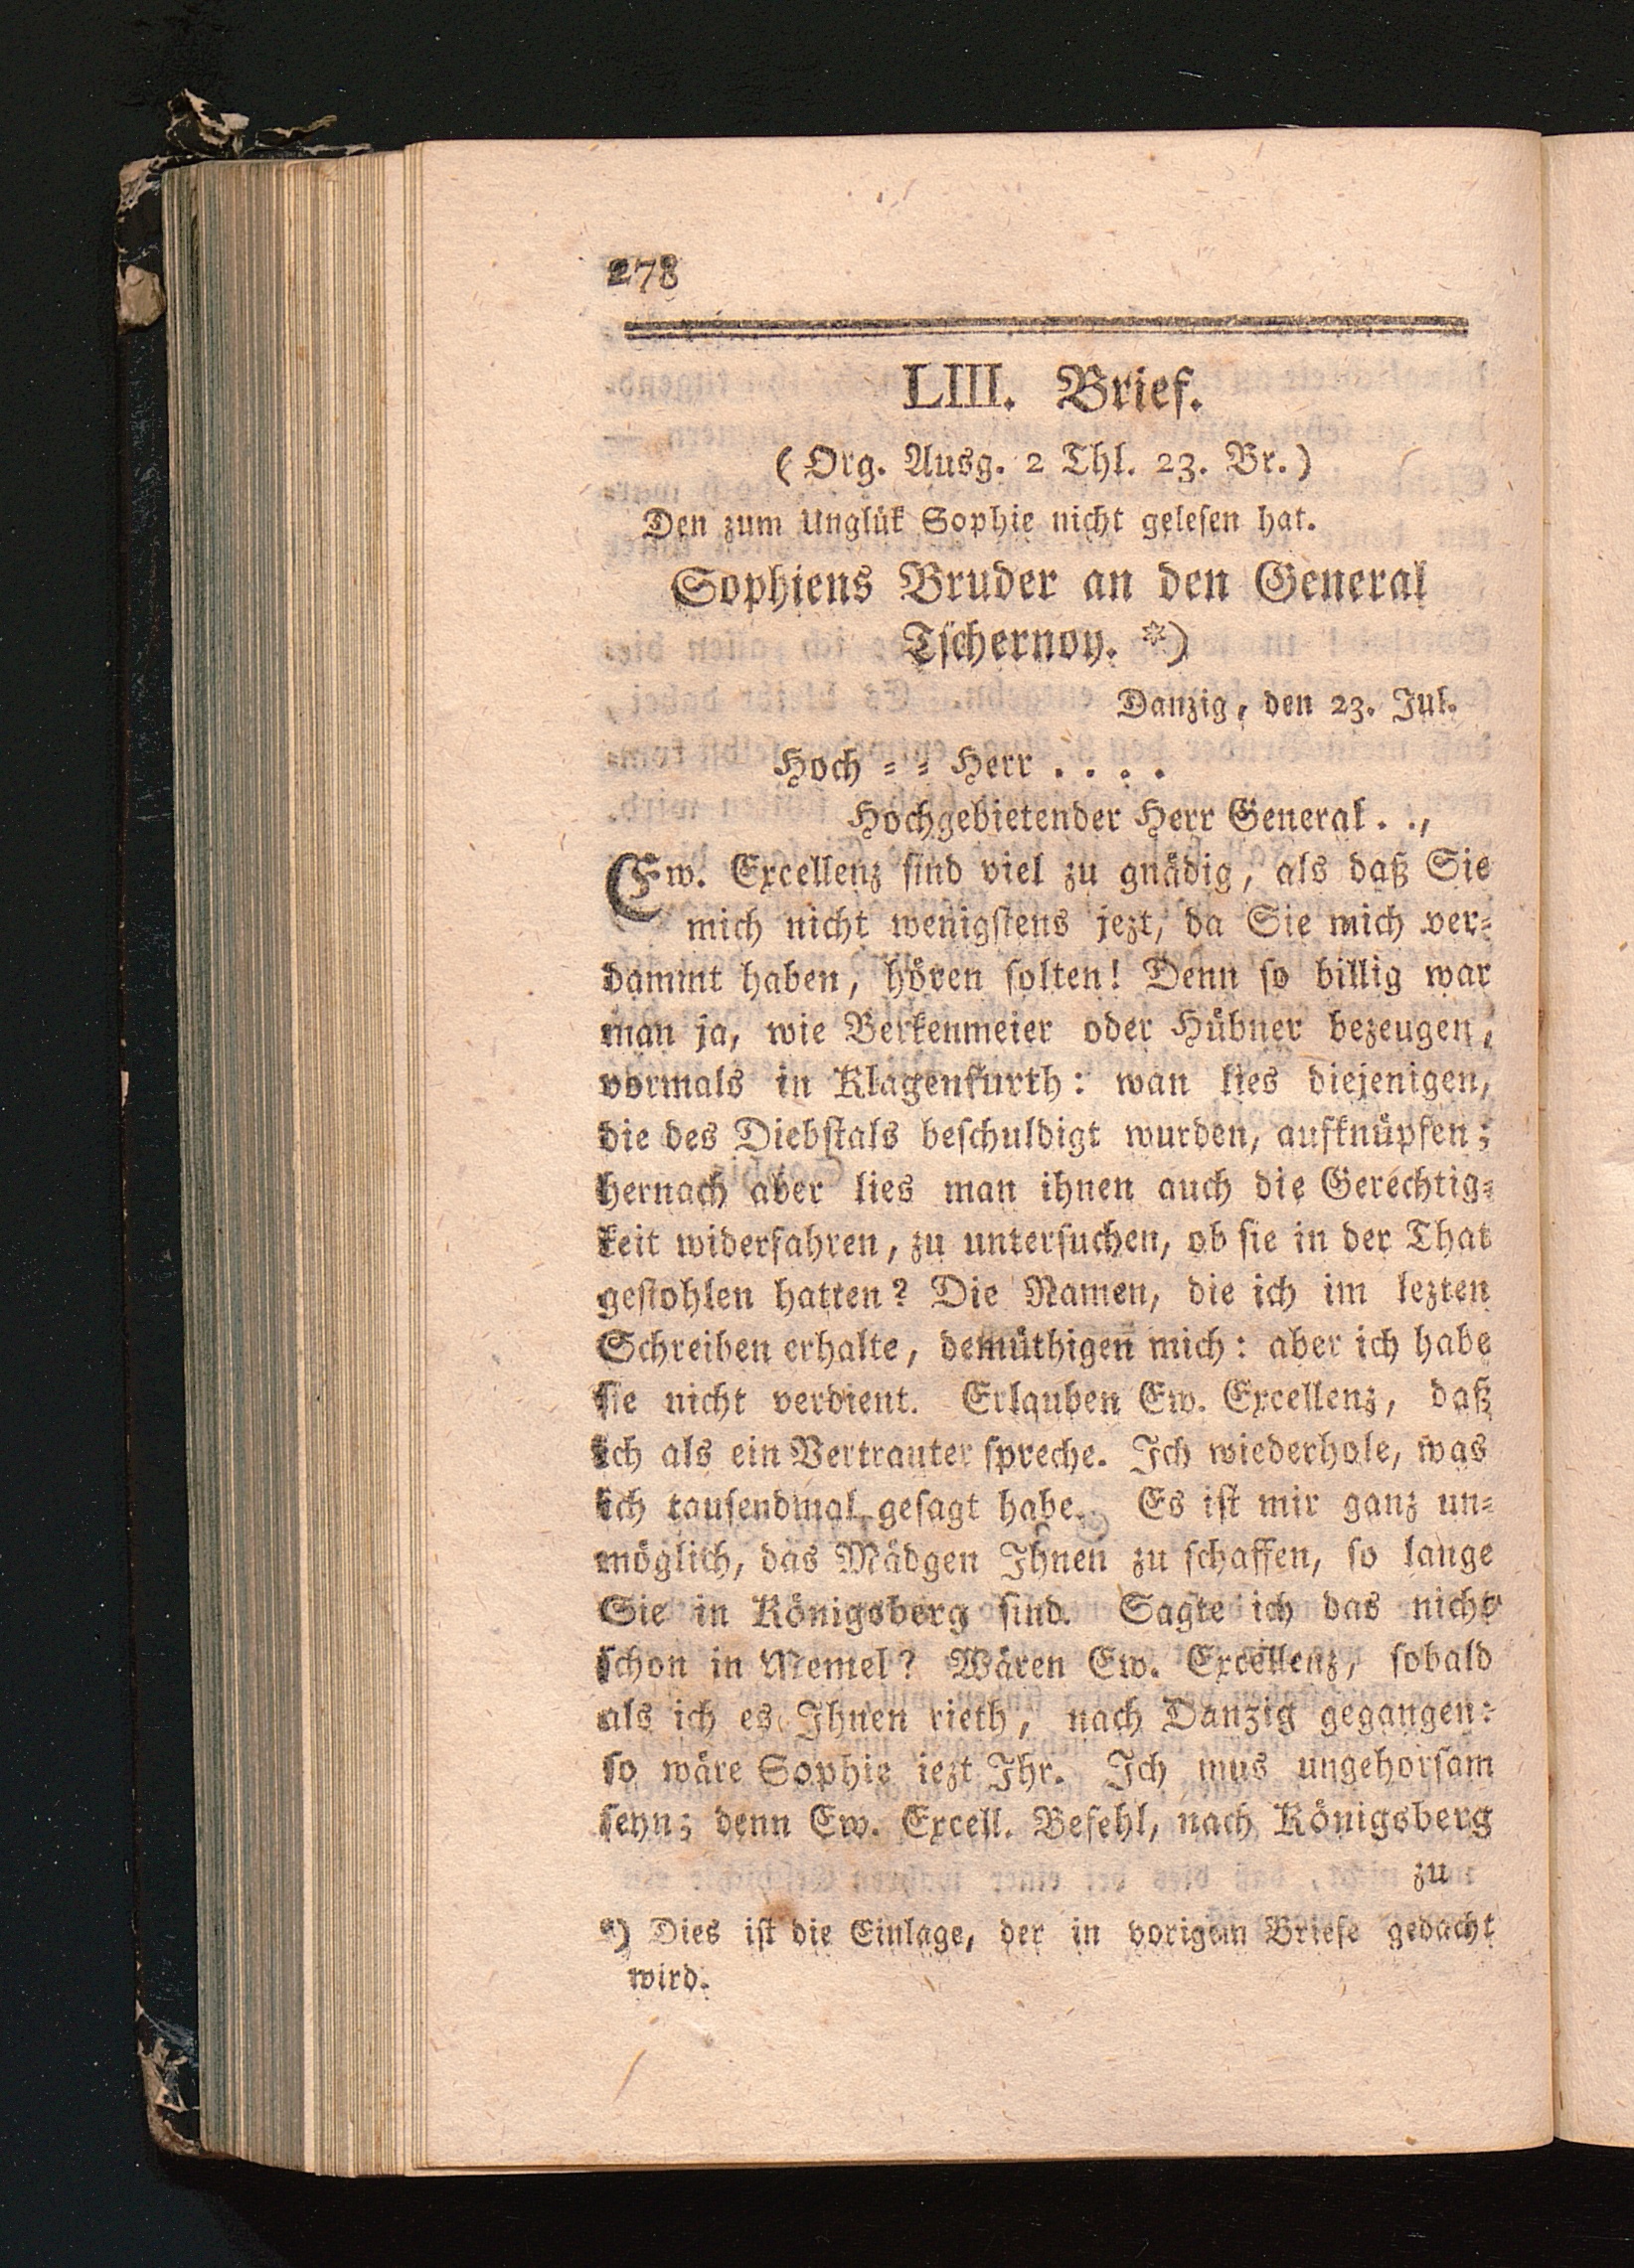 278
LIII. Brief.
(Org. Ausg. 2 Thl. 23. Br.)
Den zum Unglük Sophie nicht gelesen hat.
Sophiens Bruder an den General
Tschernoy. *)
Danzig, den 23. Jul.
Hoch = = Herr . . . .
Hochgebietender Herr General. .,
Ew. Excellenz sind viel zu gnädig, als daß Sie
mich nicht wenigstens jezt, da Sie mich ver=
dammt haben, hören solten! Denn so billig war
man ja, wie Berkenmeier oder Hübner bezeugen,
vormals in Klagenfurth: wan lies diejenigen,
die des Diebstals beschuldigt wurden, aufknüpfen;
hernach aber lies man ihnen auch die Gerechtig=
keit widerfahren, zu untersuchen, ob sie in der That
gestohlen hatten? Die Namen, die ich im lezten
Schreiben erhalte, demüthigen mich: aber ich habe
sie nicht verdient. Erlauben Ew. Excellenz, daß
ich als ein Vertrauter spreche. Ich wiederhole, was
ich tausendmal gesagt habe. Es ist mir ganz un=
möglich, das Mädgen Ihnen zu schaffen, so lange
Sie in Königsberg sind. Sagte ich das nicht
schon in Memel? Wären Ew. Excellenz, sobald
als ich es Ihnen rieth, nach Danzig gegangen:
so wäre Sophie iezt Ihr. Ich mus ungehorsam
seyn; denn Ew. Excell. Befehl, nach Königsberg
zu
*) Dies ist die Einlage, der in vorigem Briefe gedacht
wird.